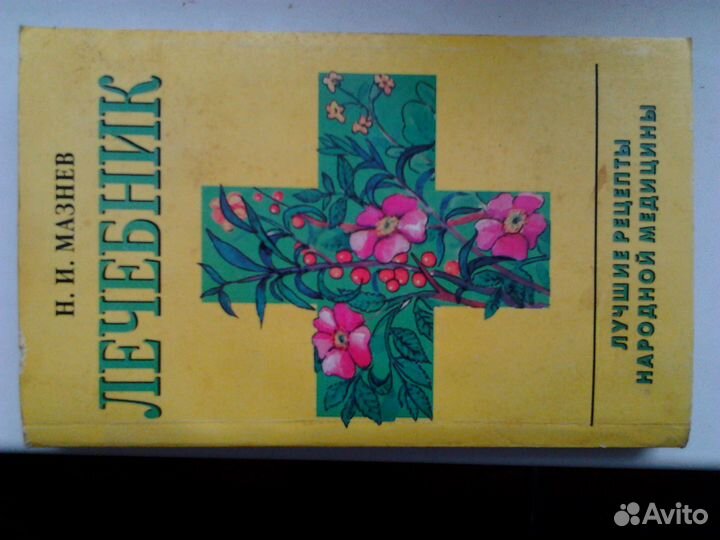 Н. И. МАЗНЕВ
ЛЕЧЕБНИК
ЛУЧШИЕ РЕЦЕПТЫ
НАРОДНОЙ МЕДИЦИНЫ
Avito